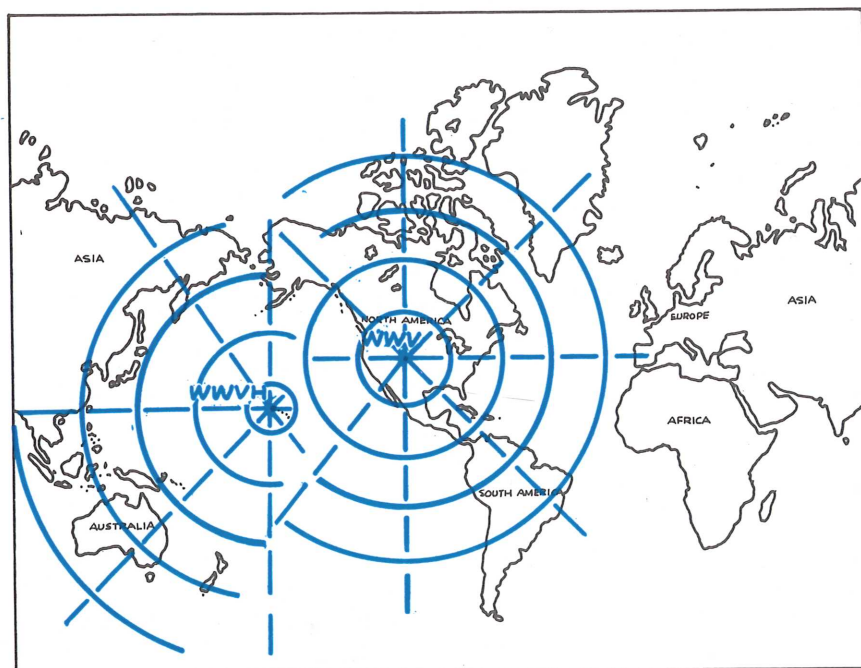 ASIA
NORTH AMERICA
WWV
EUROPE
ASIA
WWVH
AFRICA
SOUTH AMERICA
AUSTRALIA